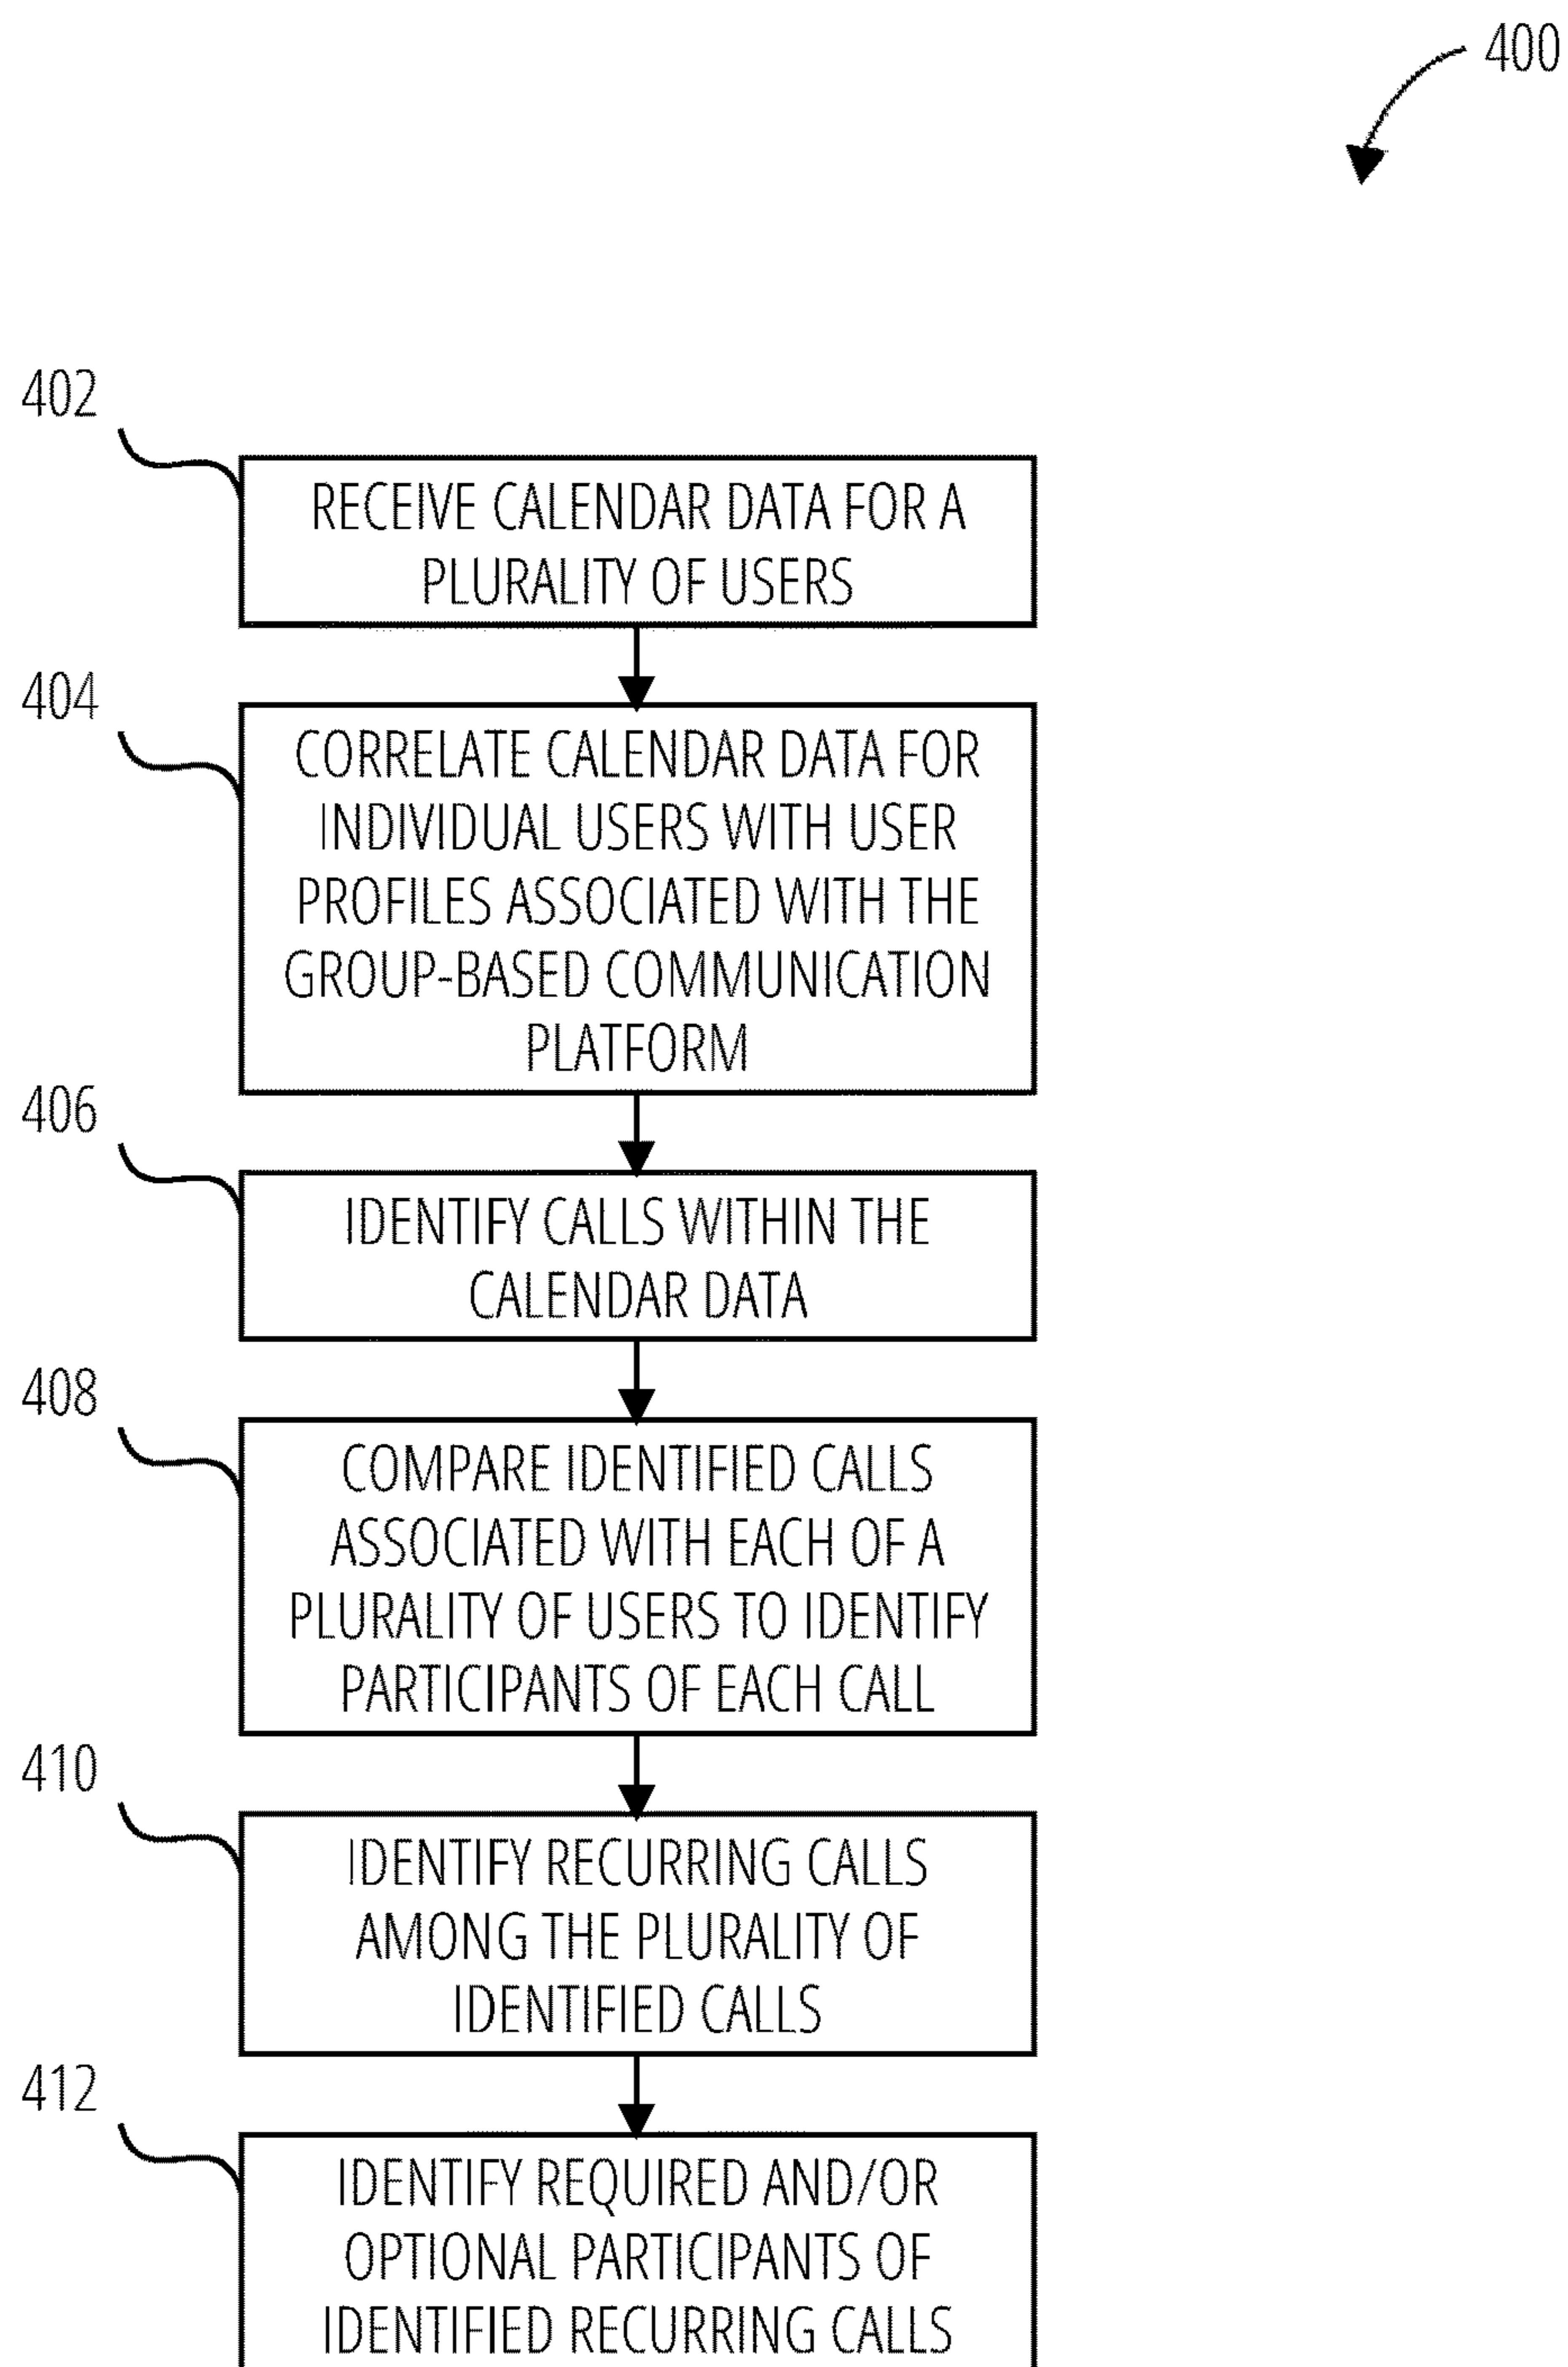 400
402
RECEIVE CALENDAR DATA FOR A
PLURALITY OF USERS
404
CORRELATE CALENDAR DATA FOR
INDIVIDUAL USERS WITH USER
PROFILES ASSOCIATED WITH THE
GROUP-BASED COMMUNICATION
PLATFORM
406
IDENTIFY CALLS WITHIN THE
CALENDAR DATA
408
COMPARE IDENTIFIED CALLS
ASSOCIATED WITH EACH OF A
PLURALITY OF USERS TO IDENTIFY
PARTICIPANTS OF EACH CALL
410
IDENTIFY RECURRING CALLS
AMONG THE PLURALITY OF
IDENTIFIED CALLS
412
IDENTIFY REQUIRED AND/OR
OPTIONAL PARTICIPANTS OF
IDENTIFIED RECURRING CALLS